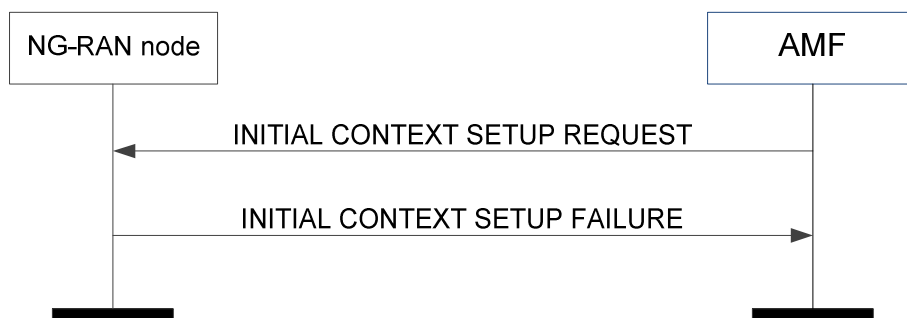 NG-RAN node
AMF
INITIAL CONTEXT SETUP REQUEST
INITIAL CONTEXT SETUP FAILURE